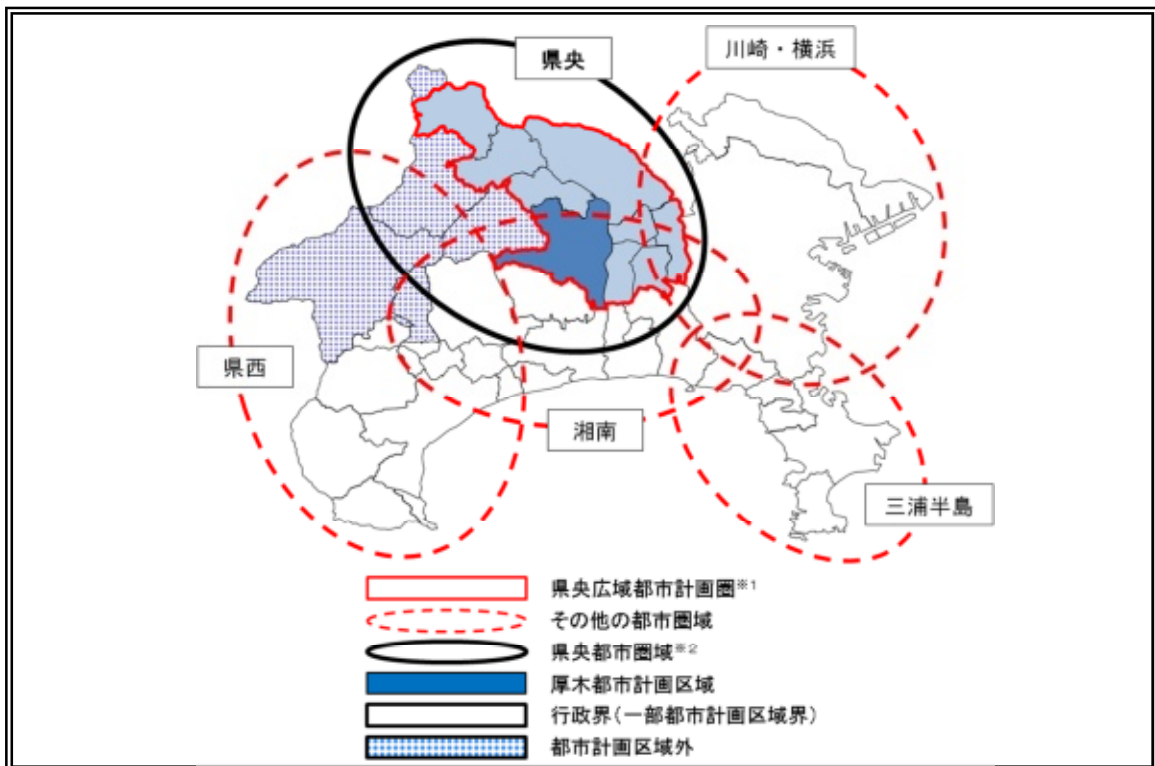 県央
川崎・横浜
県西
湘南
三浦半島
県央広域都市計画圏※1
その他の都市圏域
県央都市圏域※2
厚木都市計画区域
行政界(一部都市計画区域界)
都市計画区域外